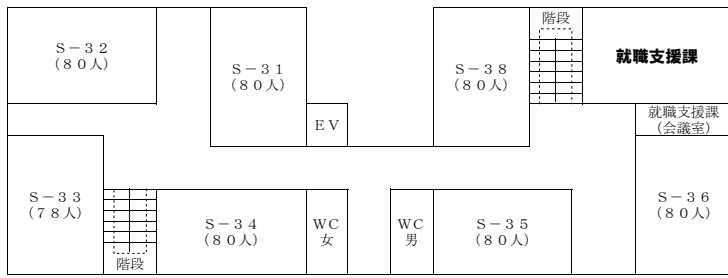 階段
S－３２
（８０人）
S－３１
（８０人）
S－３８
（８０人）
就職支援課
就職支援課
（会議室）
ＥＶ
S－３３
（７８人）
階段
S－３４
（８０人）
ＷＣ
女
ＷＣ
男
S－３５
（８０人）
S－３６
（８０人）